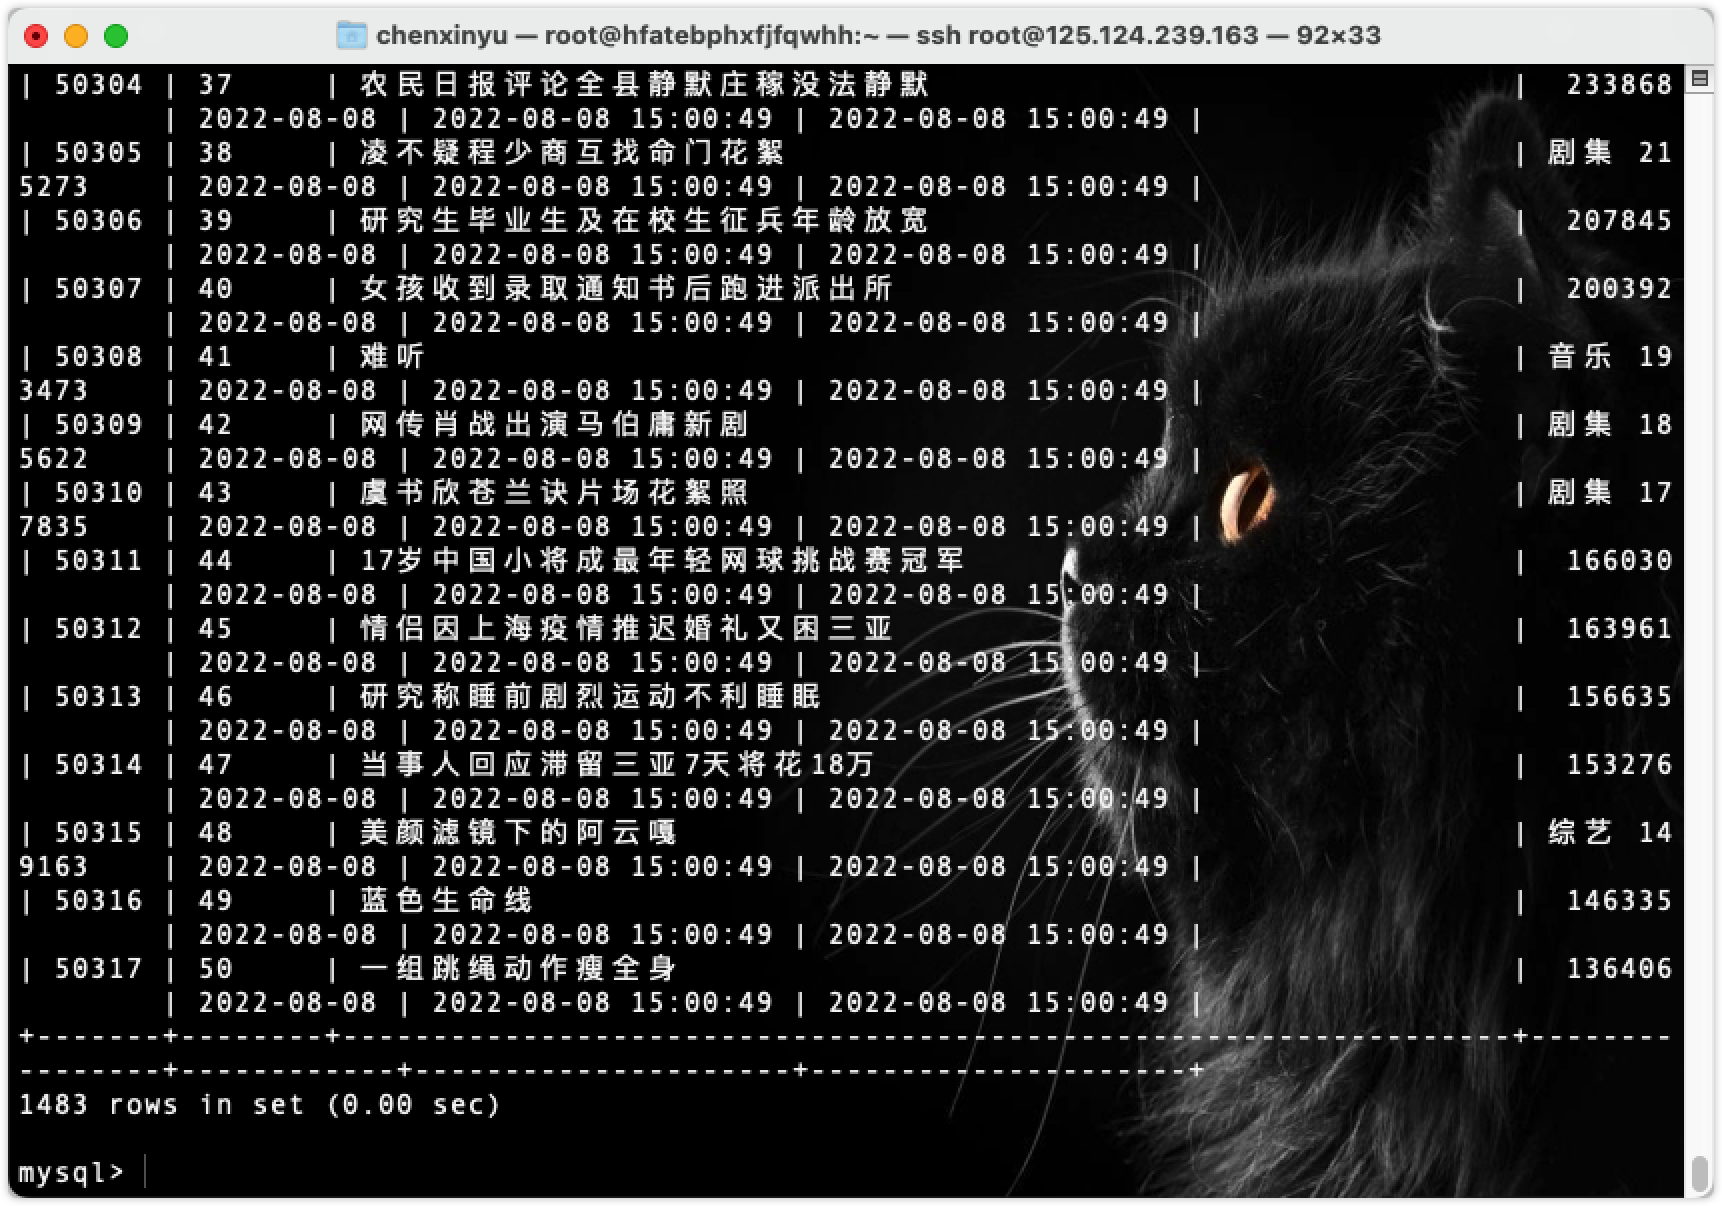 chenxinyu — root@hfatebphxfjfqwhh:~ — ssh root@125.124.239.163 — 92×33
| 50304 | 37 | 农民日报评论全县静默庄稼没法静默 | 233868
| 2022-08-08 | 2022-08-08 15:00:49 | 2022-08-08 15:00:49 |
| 50305 | 38 | 凌不疑程少商互找命门花絮 | 剧集 21
5273 | 2022-08-08 | 2022-08-08 15:00:49 | 2022-08-08 15:00:49 |
| 50306 | 39 | 研究生毕业生及在校生征兵年龄放宽 | 207845
| 2022-08-08 | 2022-08-08 15:00:49 | 2022-08-08 15:00:49 |
| 50307 | 40 | 女孩收到录取通知书后跑进派出所 | 200392
| 2022-08-08 | 2022-08-08 15:00:49 | 2022-08-08 15:00:49 |
| 50308 | 41 | 难听 | 音乐 19
3473 | 2022-08-08 | 2022-08-08 15:00:49 | 2022-08-08 15:00:49 |
| 50309 | 42 | 网传肖战出演马伯庸新剧 | 剧集 18
5622 | 2022-08-08 | 2022-08-08 15:00:49 | 2022-08-08 15:00:49 |
| 50310 | 43 | 虞书欣苍兰诀片场花絮照 | 剧集 17
7835 | 2022-08-08 | 2022-08-08 15:00:49 | 2022-08-08 15:00:49 |
| 50311 | 44 | 17岁中国小将成最年轻网球挑战赛冠军 | 166030
| 2022-08-08 | 2022-08-08 15:00:49 | 2022-08-08 15:00:49 |
| 50312 | 45 | 情侣因上海疫情推迟婚礼又困三亚 | 163961
| 2022-08-08 | 2022-08-08 15:00:49 | 2022-08-08 15:00:49 |
| 50313 | 46 | 研究称睡前剧烈运动不利睡眠 | 156635
| 2022-08-08 | 2022-08-08 15:00:49 | 2022-08-08 15:00:49 |
| 50314 | 47 | 当事人回应滞留三亚7天将花18万 | 153276
| 2022-08-08 | 2022-08-08 15:00:49 | 2022-08-08 15:00:49 |
| 50315 | 48 | 美颜滤镜下的阿云嘎 | 综艺 14
9163 | 2022-08-08 | 2022-08-08 15:00:49 | 2022-08-08 15:00:49 |
| 50316 | 49 | 蓝色生命线 | 146335
| 2022-08-08 | 2022-08-08 15:00:49 | 2022-08-08 15:00:49 |
| 50317 | 50 | 一组跳绳动作瘦全身 | 136406
| 2022-08-08 | 2022-08-08 15:00:49 | 2022-08-08 15:00:49 |
+-------+--------+-----------------------------------------------------------------+--------
--------+------------+---------------------+---------------------+
1483 rows in set (0.00 sec)
mysql>